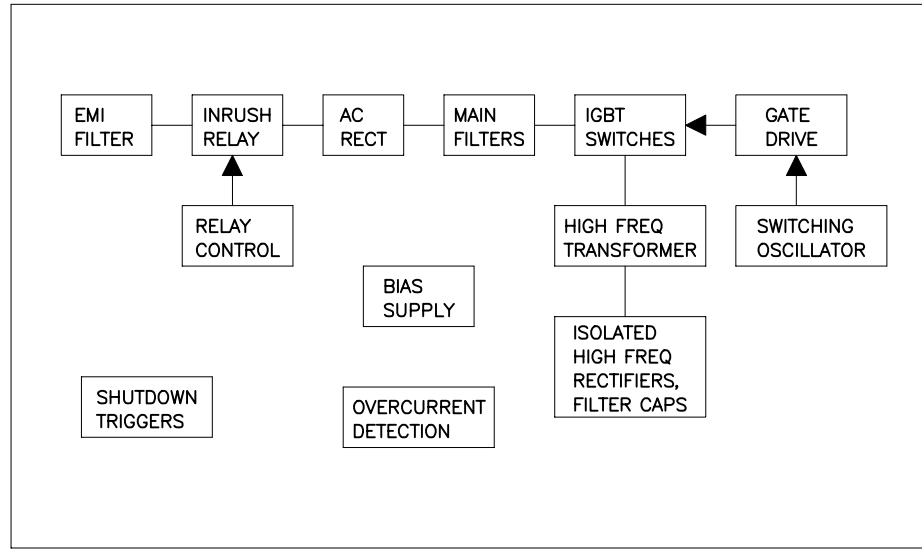 EMI
FILTER
INRUSH
RELAY
AC
RECT
MAIN
FILTERS
IGBT
SWITCHES
GATE
DRIVE
RELAY
CONTROL
HIGH FREQ
TRANSFORMER
SWITCHING
OSCILLATOR
BIAS
SUPPLY
ISOLATED
HIGH FREQ
RECTIFIERS,
FILTER CAPS
SHUTDOWN
TRIGGERS
OVERCURRENT
DETECTION